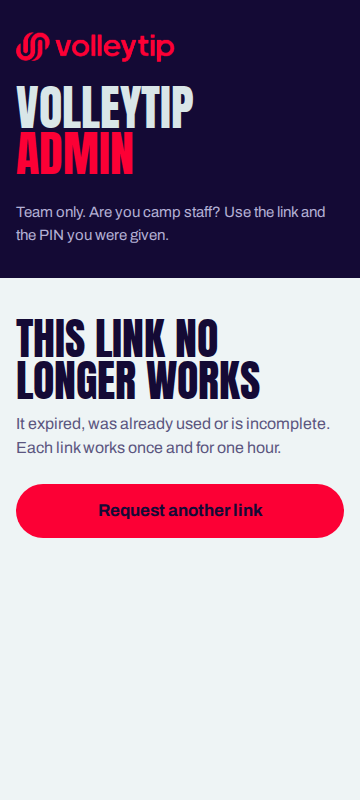 volleytip
VOLLEYTIP
ADMIN
Team only. Are you camp staff? Use the link and
the PIN you were given.
THIS LINK NO
LONGER WORKS
It expired, was already used or is incomplete.
Each link works once and for one hour.
Request another link